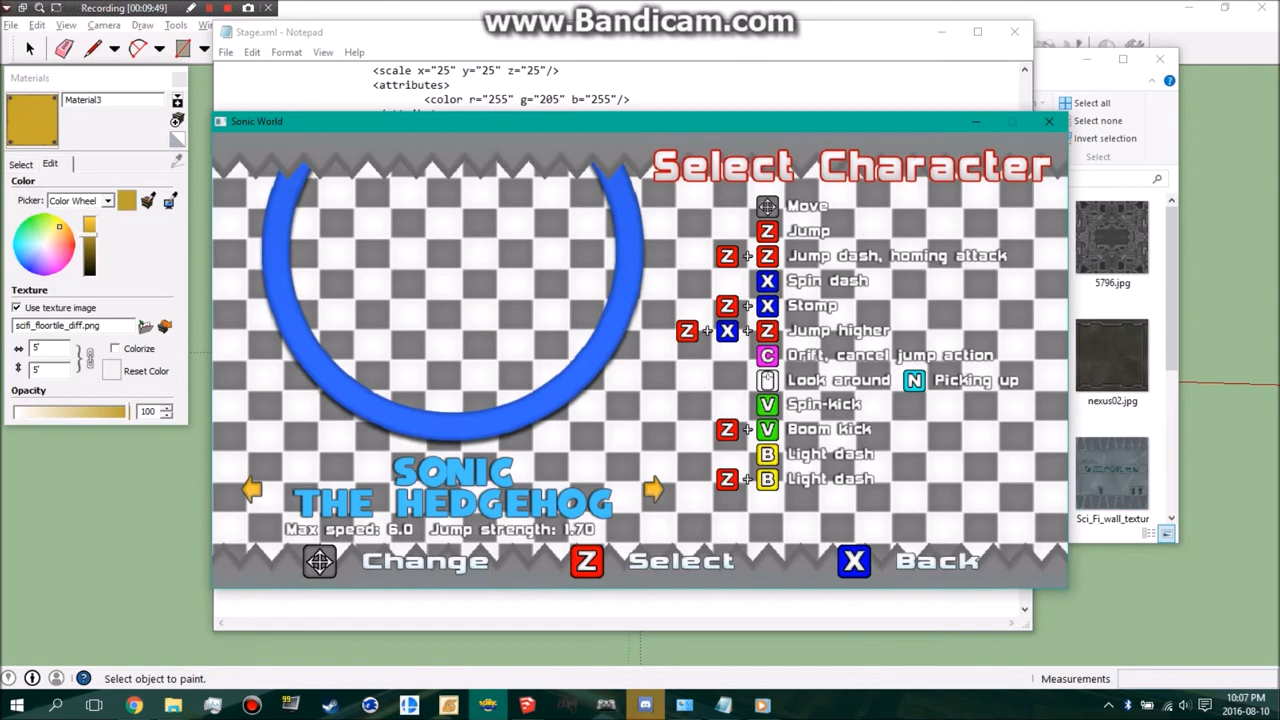 www.Bandicam.com
Recording [00:09:49]
File Edit View Camera Draw Tools
Materials
Material3
Select Edit
Color
Picker: Color Wheel
Texture
Use texture image
scifi_floortile_diff.png
5'
Colorize
5'
Reset Color
Opacity
100
Stage.xml - Notepad
File Edit Format View Help
<scale x="25" y="25" z="25"/>
<attributes>
<color r="255" g="205" b="255"/>
Sonic World
Select Character
Move
Z Jump
Z + Z Jump dash, homing attack
X Spin dash
Z + X Stomp
Z + X + Z Jump higher
C Drift, cancel jump action
Look around N Picking up
V Spin-kick
Z + V Boom kick
B Light dash
Z + B Light dash
SONIC
THE HEDGEHOG
Max speed: 6.0 Jump strength: 1.70
Change Z Select X Back
Select all
Select none
Invert selection
Select
5796.jpg
nexus02.jpg
Sci_Fi_wall_textur
Select object to paint.
Measurements
99
10:07 PM
2016-08-10